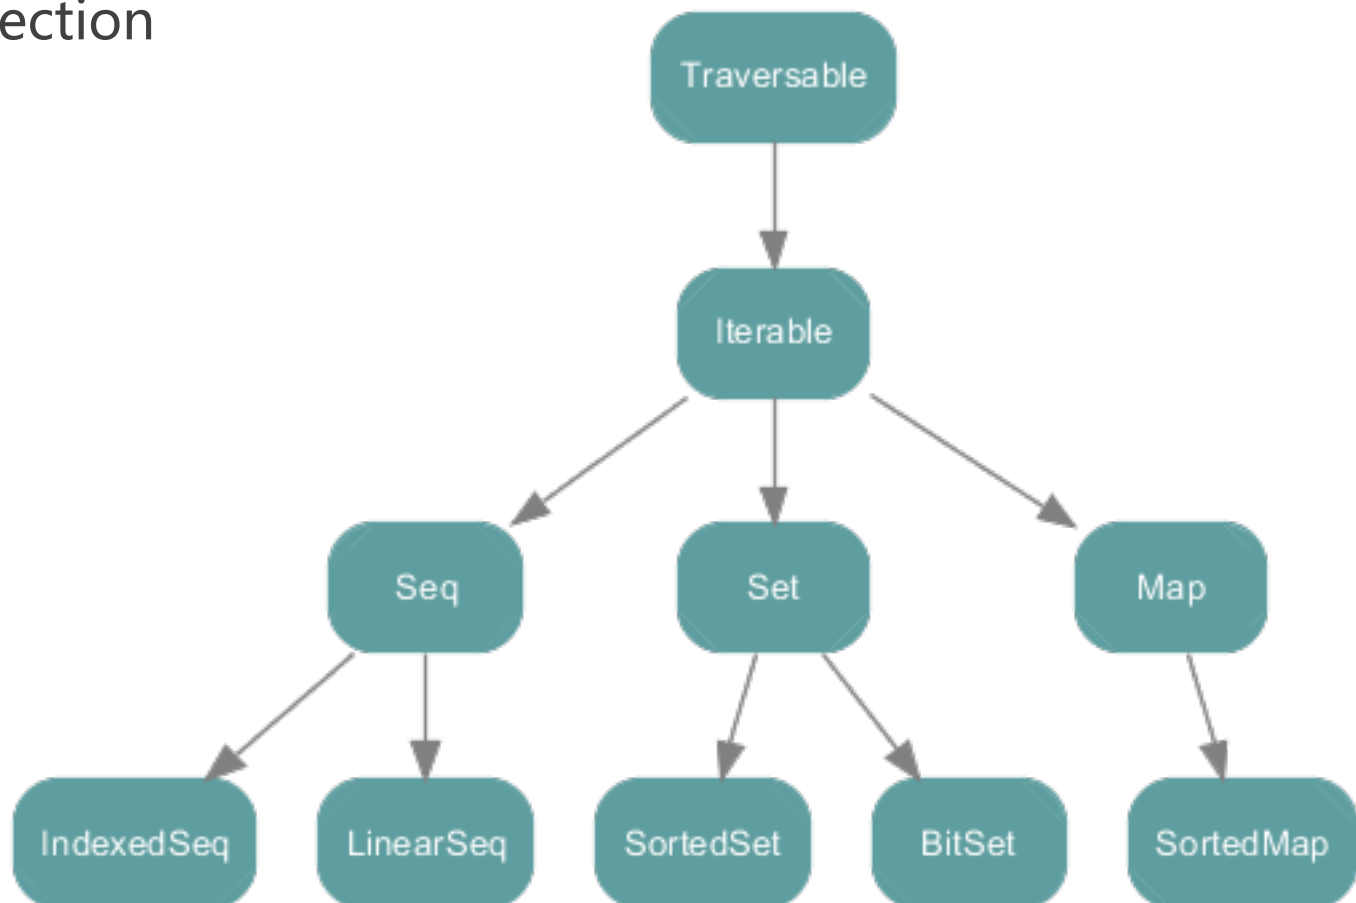 ection
Traversable
Iterable
Seq
Set
Map
IndexedSeq
LinearSeq
SortedSet
BitSet
SortedMap